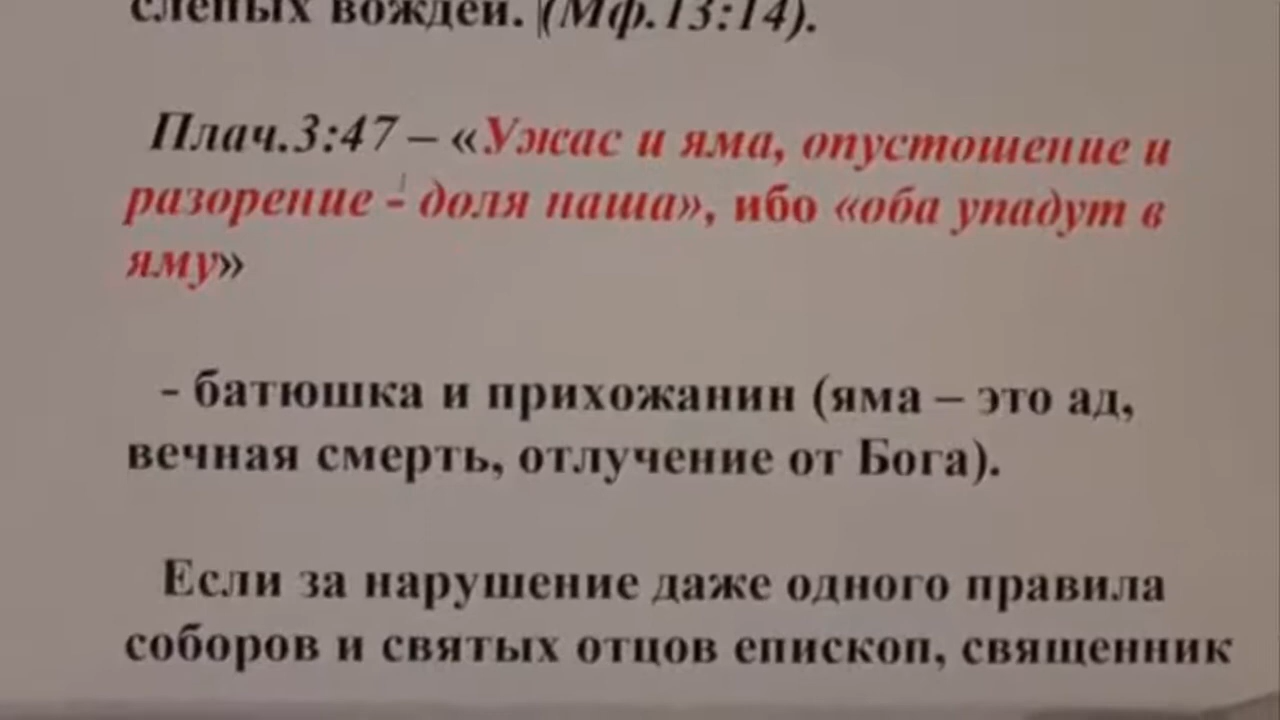 слепых вождей. (Мф.13:14).
Плач.3:47 – «Ужас и яма, опустошение и
разорение - доля наша», ибо «оба упадут в
яму»
- батюшка и прихожанин (яма – это ад,
вечная смерть, отлучение от Бога).
Если за нарушение даже одного правила
соборов и святых отцов епископ, священник